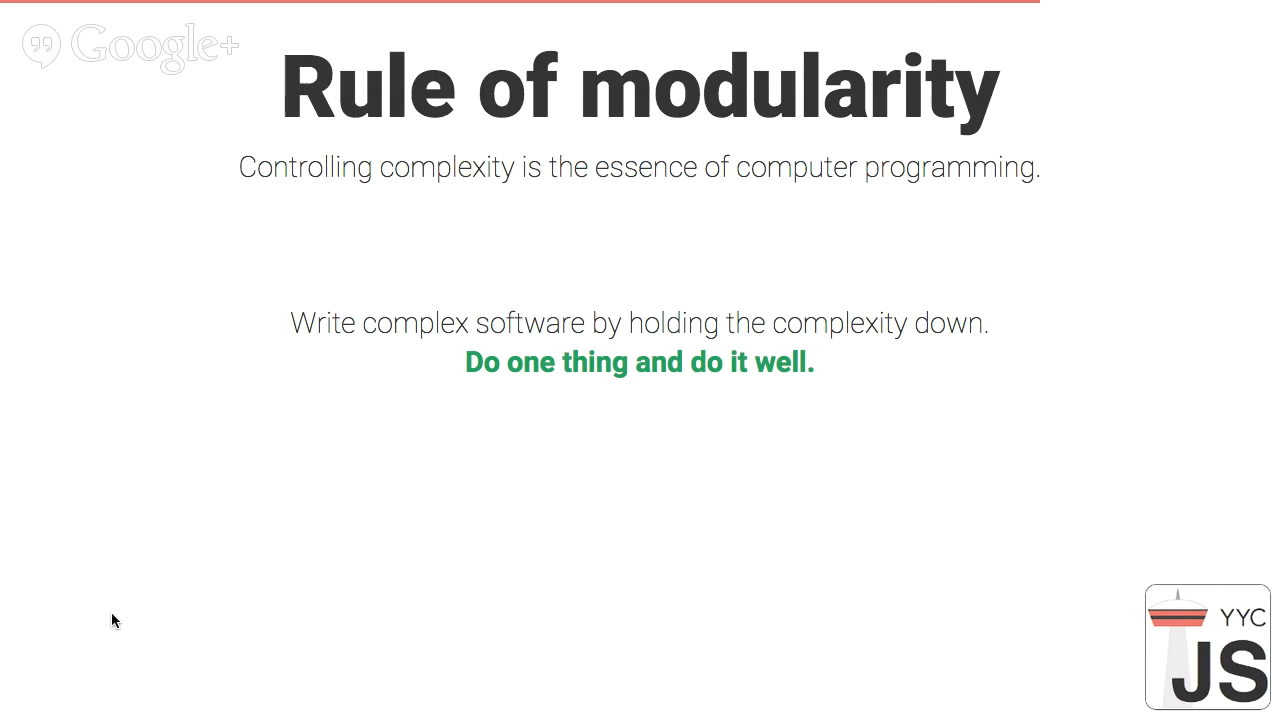 Google+
Rule of modularity
Controlling complexity is the essence of computer programming.
Write complex software by holding the complexity down.
Do one thing and do it well.
YYC
JS